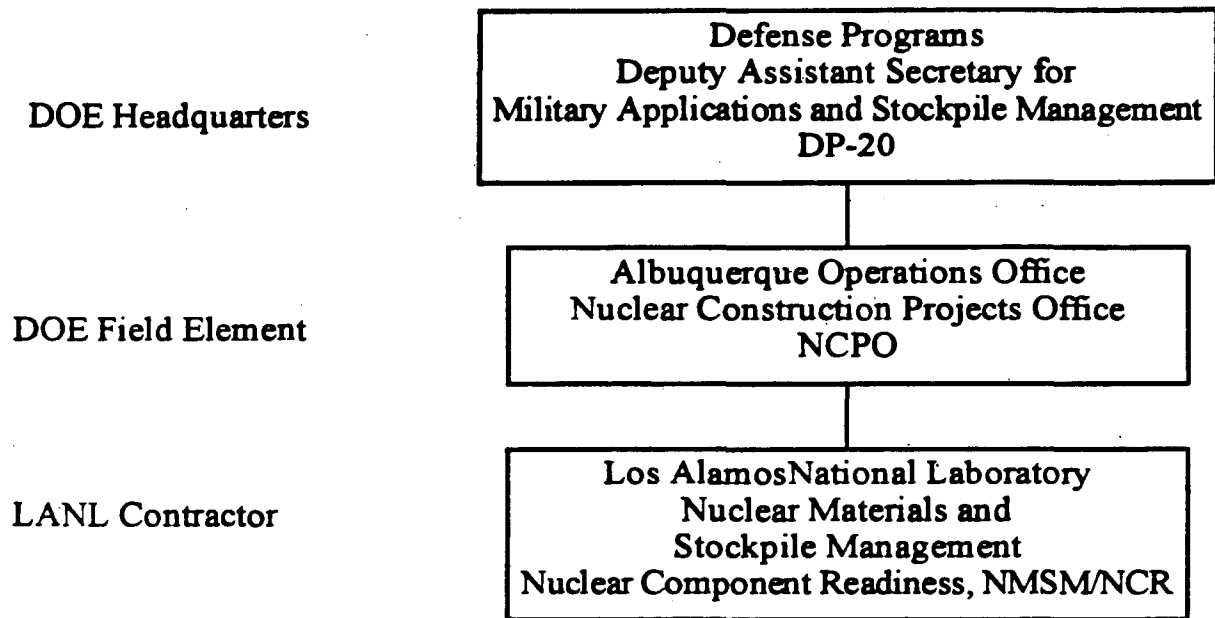 Defense Programs
Deputy Assistant Secretary for
DOE Headquarters
Military Applications and Stockpile Management
DP-20
Albuquerque Operations Office
DOE Field Element
Nuclear Construction Projects Office
NCPO
Los AlamosNational Laboratory
LANL Contractor
Nuclear Materials and
Stockpile Management
Nuclear Component Readiness, NMSM/NCR